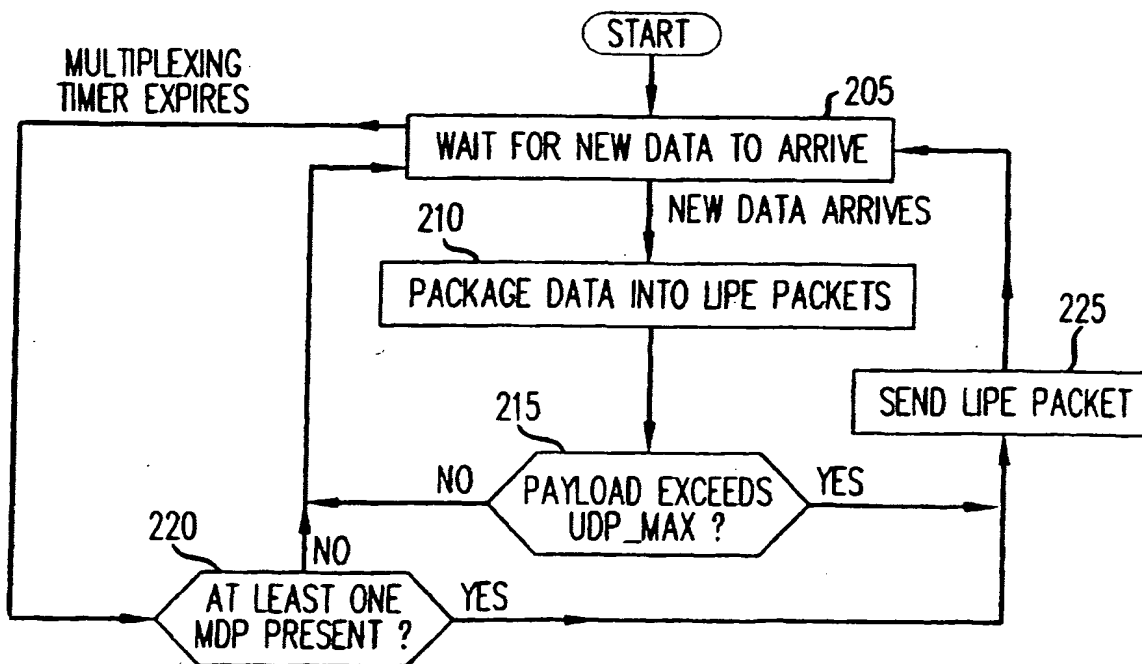 START
MULTIPLEXING
TIMER EXPIRES
205
WAIT FOR NEW DATA TO ARRIVE
NEW DATA ARRIVES
210
PACKAGE DATA INTO LIPE PACKETS
225
SEND LIPE PACKET
215
NO
PAYLOAD EXCEEDS
UDP_MAX ?
YES
220
NO
AT LEAST ONE
MDP PRESENT ?
YES